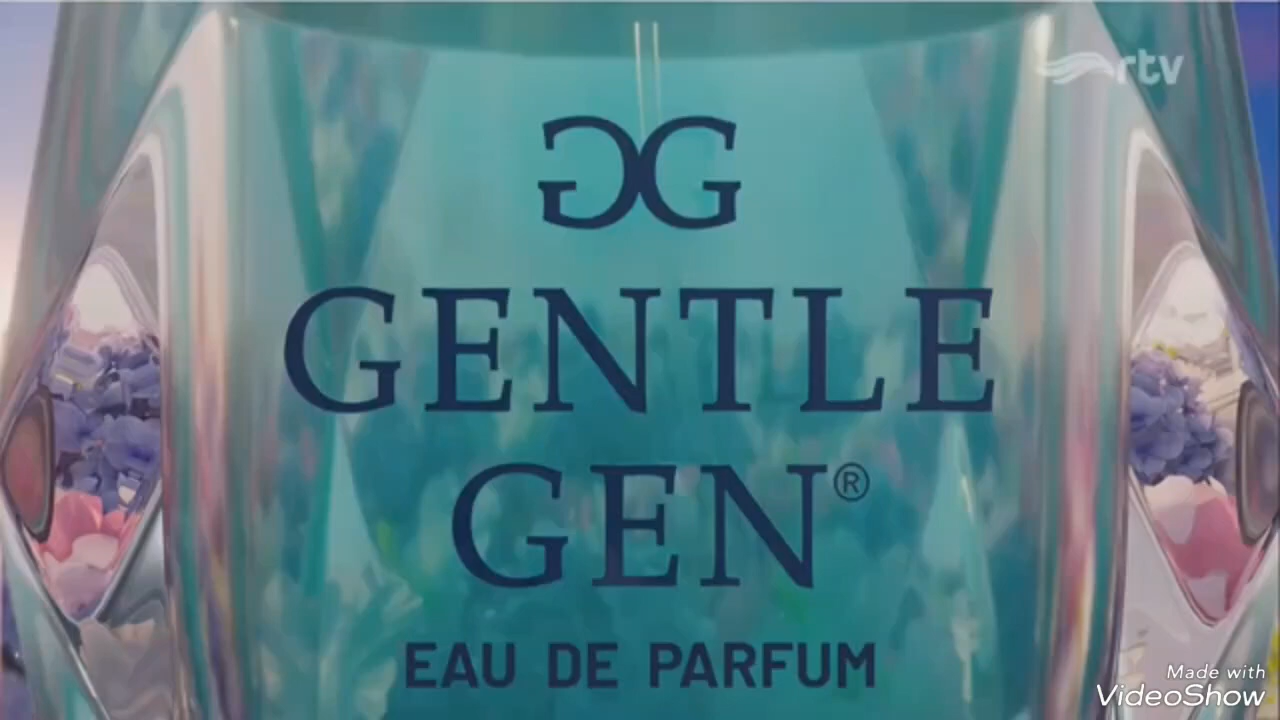 rtv
GG
GENTLE
GEN®
EAU DE PARFUM
Made with
VideoShow